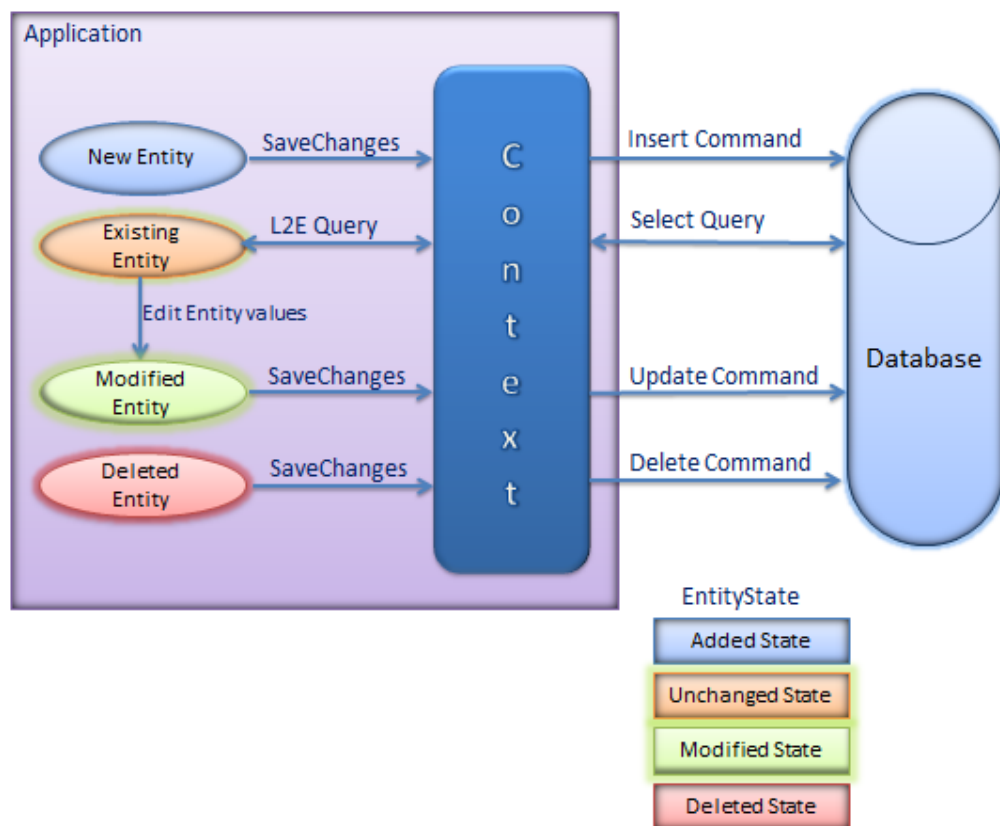 Application
New Entity
SaveChanges
Insert Command
Existing
Entity
L2E Query
Select Query
Edit Entity values
Modified
Entity
SaveChanges
Update Command
Deleted
Entity
SaveChanges
Delete Command
C
o
n
t
e
x
t
Database
EntityState
Added State
Unchanged State
Modified State
Deleted State